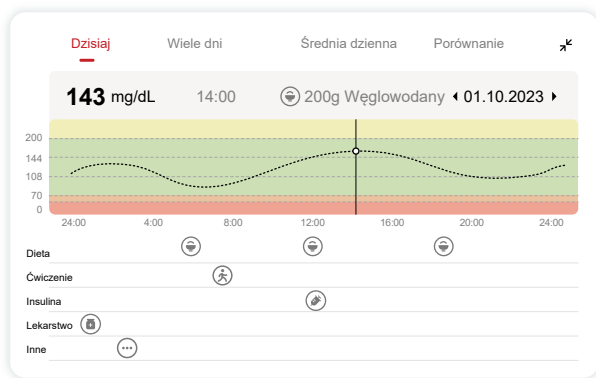 Dzisiaj Wiele dni Średnia dzienna Porównanie
143 mg/dL 14:00 200g Węglowodany 01.10.2023
200
144
108
70
0
24:00 4:00 8:00 12:00 16:00 20:00 24:00
Dieta
Ćwiczenie
Insulina
Lekarstwo
Inne